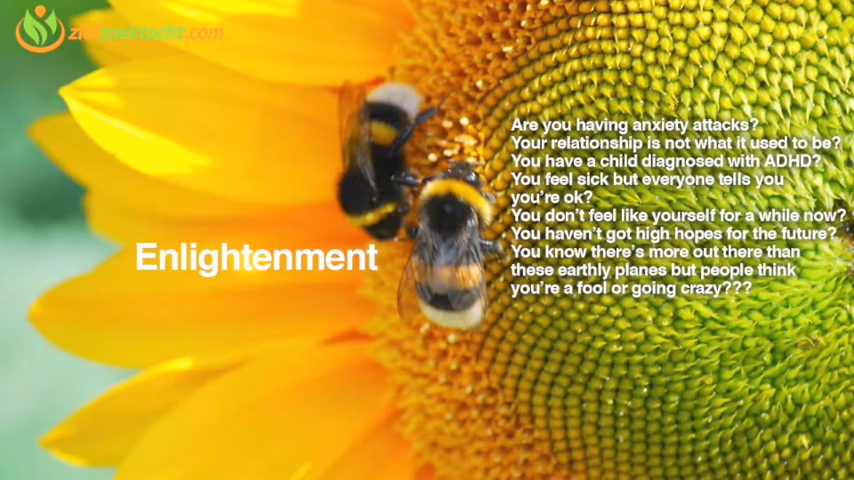 Are you having anxiety attacks?
Your relationship is not what it used to be?
You have a child diagnosed with ADHD?
You feel sick but everyone tells you
you're ok?
You don't feel like yourself for a while now?
You haven't got high hopes for the future?
You know there's more out there than
these earthly planes but people think
you're a fool or going crazy???
Enlightenment